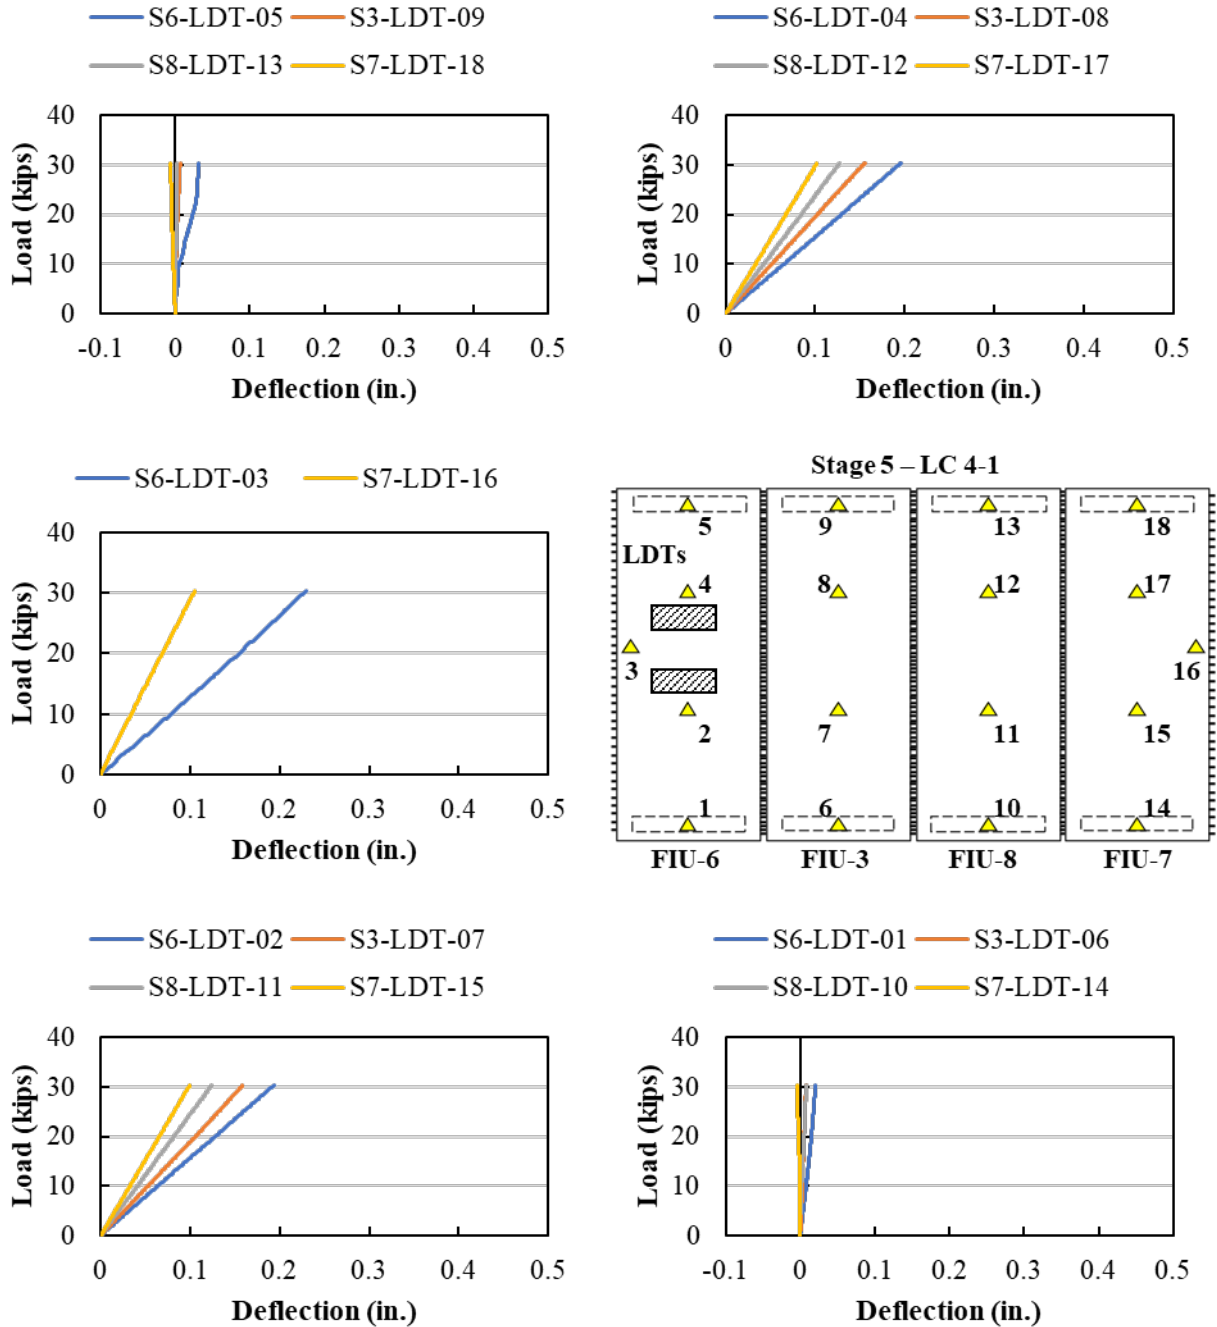 S6-LDT-05 S3-LDT-09
S8-LDT-13 S7-LDT-18
40
30
20
10
0
Load (kips)
-0.1 0 0.1 0.2 0.3 0.4 0.5
Deflection (in.)
S6-LDT-04 S3-LDT-08
S8-LDT-12 S7-LDT-17
40
30
20
10
0
Load (kips)
0 0.1 0.2 0.3 0.4 0.5
Deflection (in.)
S6-LDT-03 S7-LDT-16
40
30
20
10
0
Load (kips)
0 0.1 0.2 0.3 0.4 0.5
Deflection (in.)
Stage 5 – LC 4-1
5 9 13 18
LDTs
4 8 12 17
3 16
2 7 11 15
1 6 10 14
FIU-6 FIU-3 FIU-8 FIU-7
S6-LDT-02 S3-LDT-07
S8-LDT-11 S7-LDT-15
40
30
20
10
0
Load (kips)
0 0.1 0.2 0.3 0.4 0.5
Deflection (in.)
S6-LDT-01 S3-LDT-06
S8-LDT-10 S7-LDT-14
40
30
20
10
0
Load (kips)
-0.1 0 0.1 0.2 0.3 0.4 0.5
Deflection (in.)